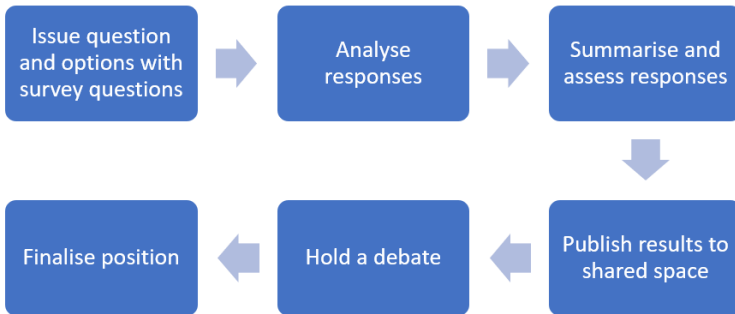 Issue question
and options with
survey questions
Analyse
responses
Summarise and
assess responses
Publish results to
shared space
Hold a debate
Finalise position